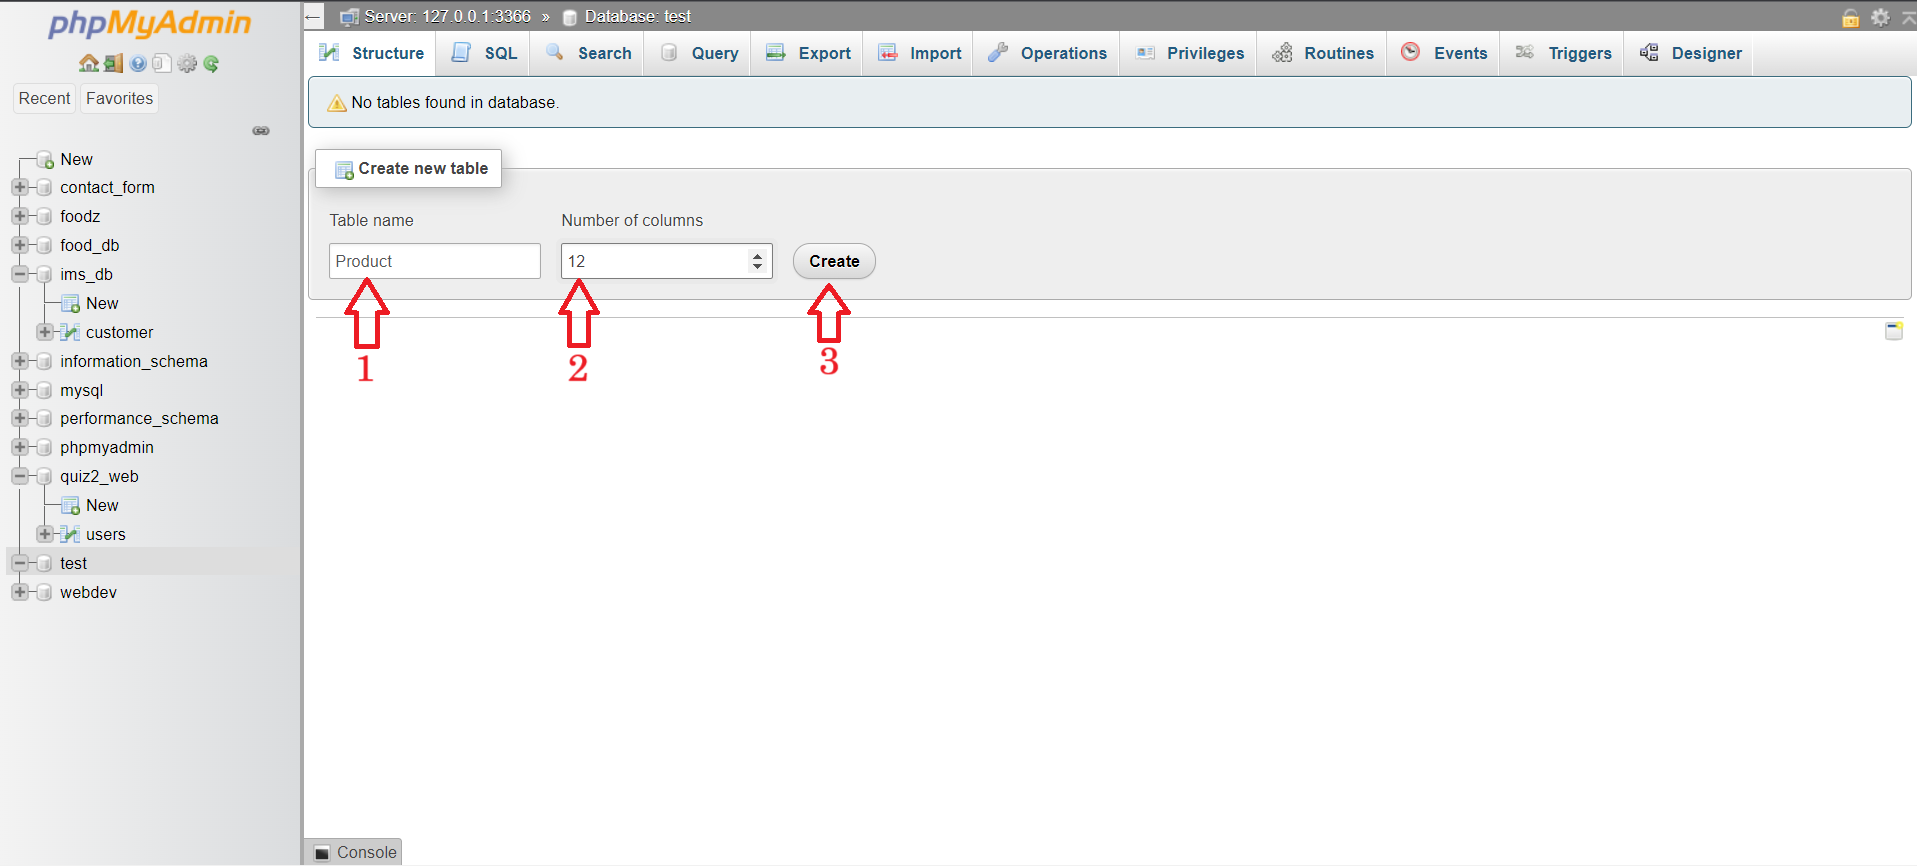 phpMyAdmin
Recent Favorites
New
contact_form
foodz
food_db
ims_db
New
customer
information_schema
mysql
performance_schema
phpmyadmin
quiz2_web
New
users
test
webdev
← Server: 127.0.0.1:3366 » Database: test
Structure SQL Search Query Export Import Operations Privileges Routines Events Triggers Designer
No tables found in database.
Create new table
Table name Number of columns
Product 12 Create
1 2 3
Console